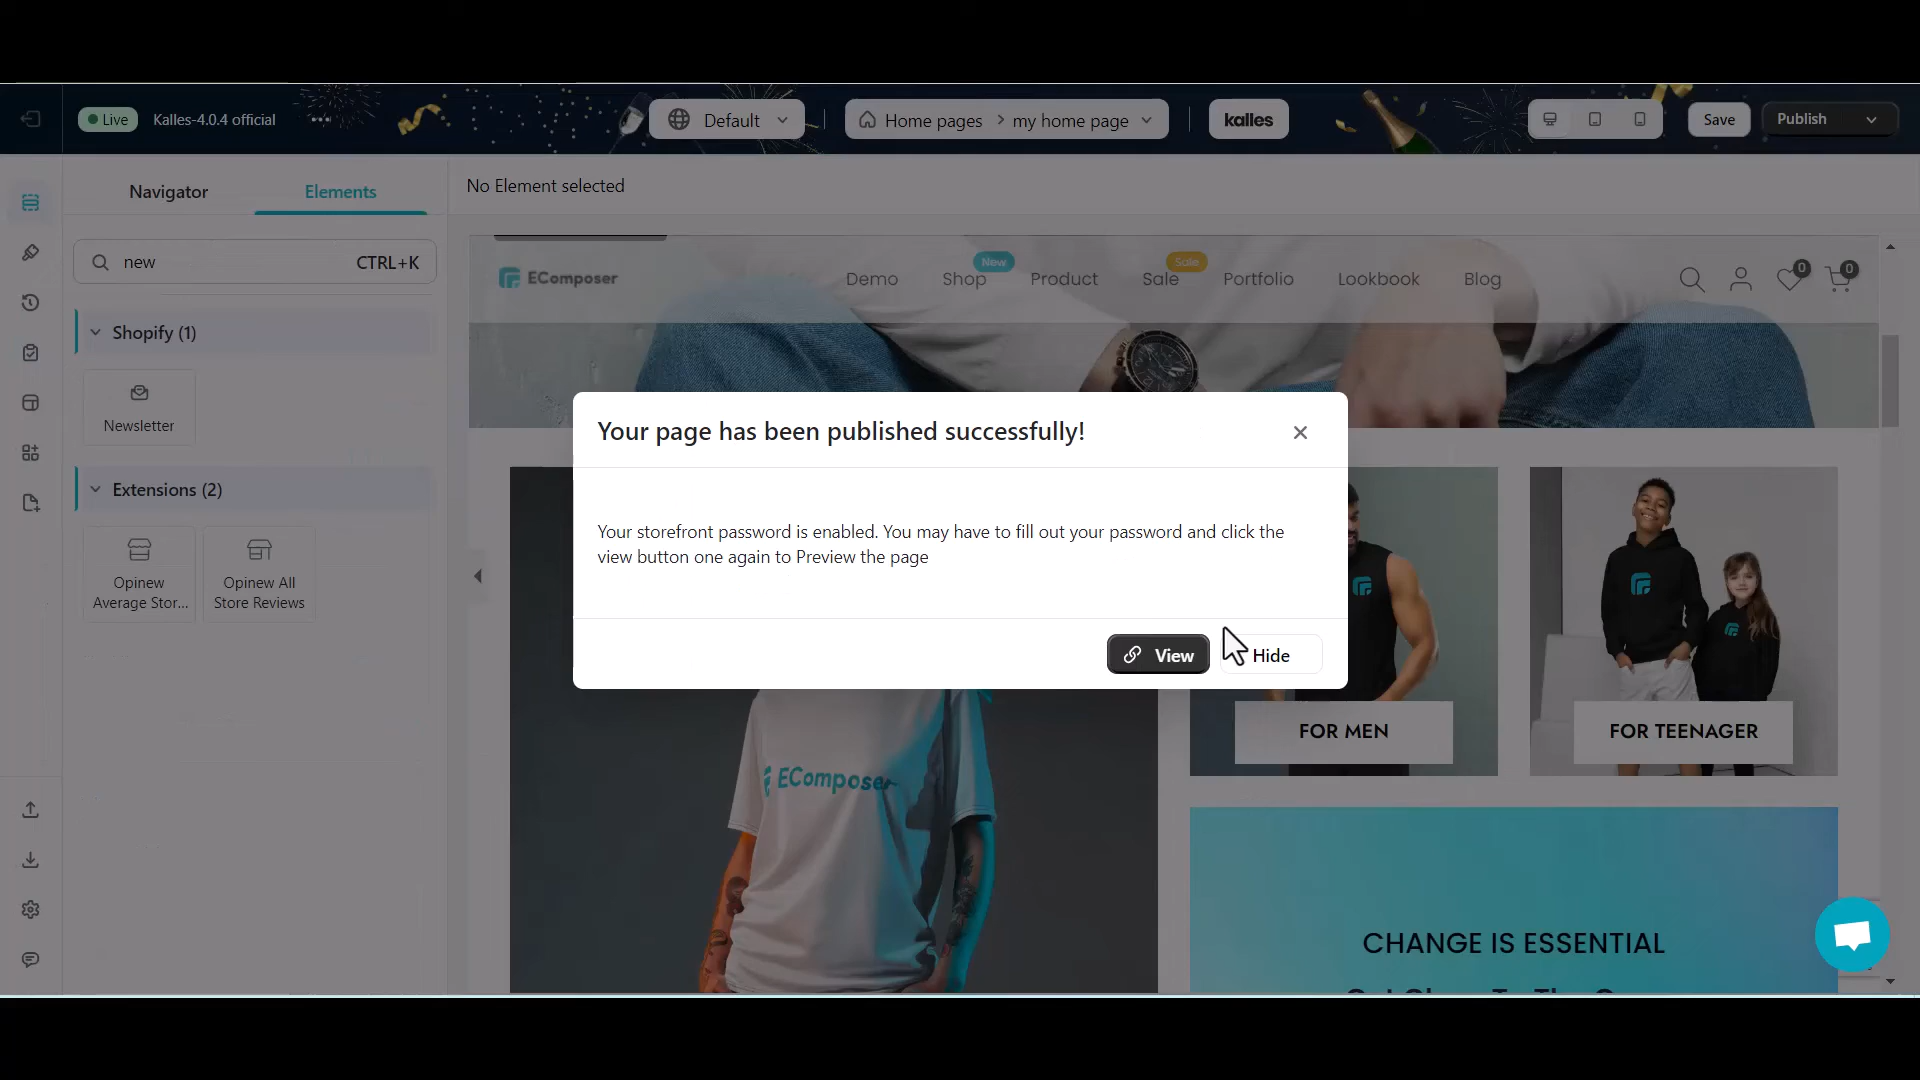 Live
Kalles-4.0.4 official
Default
Home pages > my home page
kalles
Save
Publish
Navigator
Elements
No Element selected
new
CTRL+K
Shopify (1)
Newsletter
Extensions (2)
Opinew
Average Stor...
Opinew All
Store Reviews
EComposer
Demo
Shop
New
Product
Sale
Sale
Portfolio
Lookbook
Blog
0
0
Your page has been published successfully!
Your storefront password is enabled. You may have to fill out your password and click the
view button one again to Preview the page
View
Hide
EComposer
FOR MEN
FOR TEENAGER
CHANGE IS ESSENTIAL